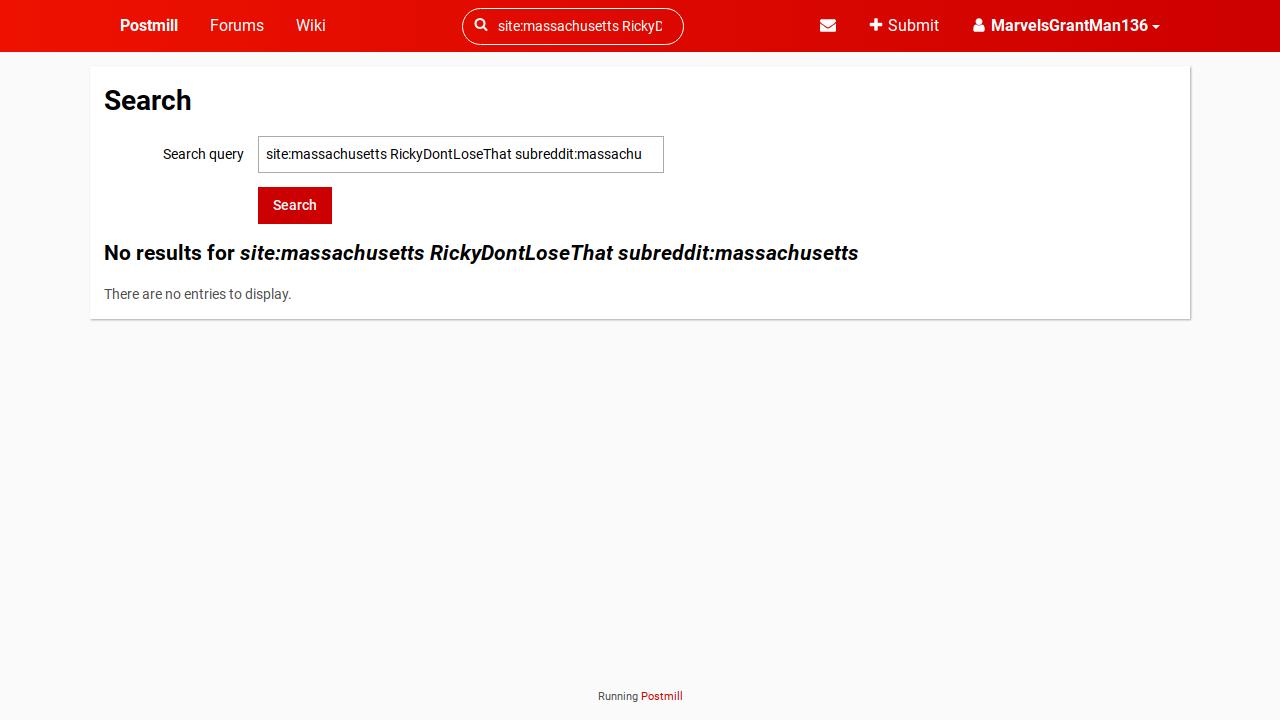 Postmill Forums Wiki site:massachusetts RickyD Submit MarvelsGrantMan136
Search
Search query site:massachusetts RickyDontLoseThat subreddit:massachu
Search
No results for site:massachusetts RickyDontLoseThat subreddit:massachusetts
There are no entries to display.
Running Postmill